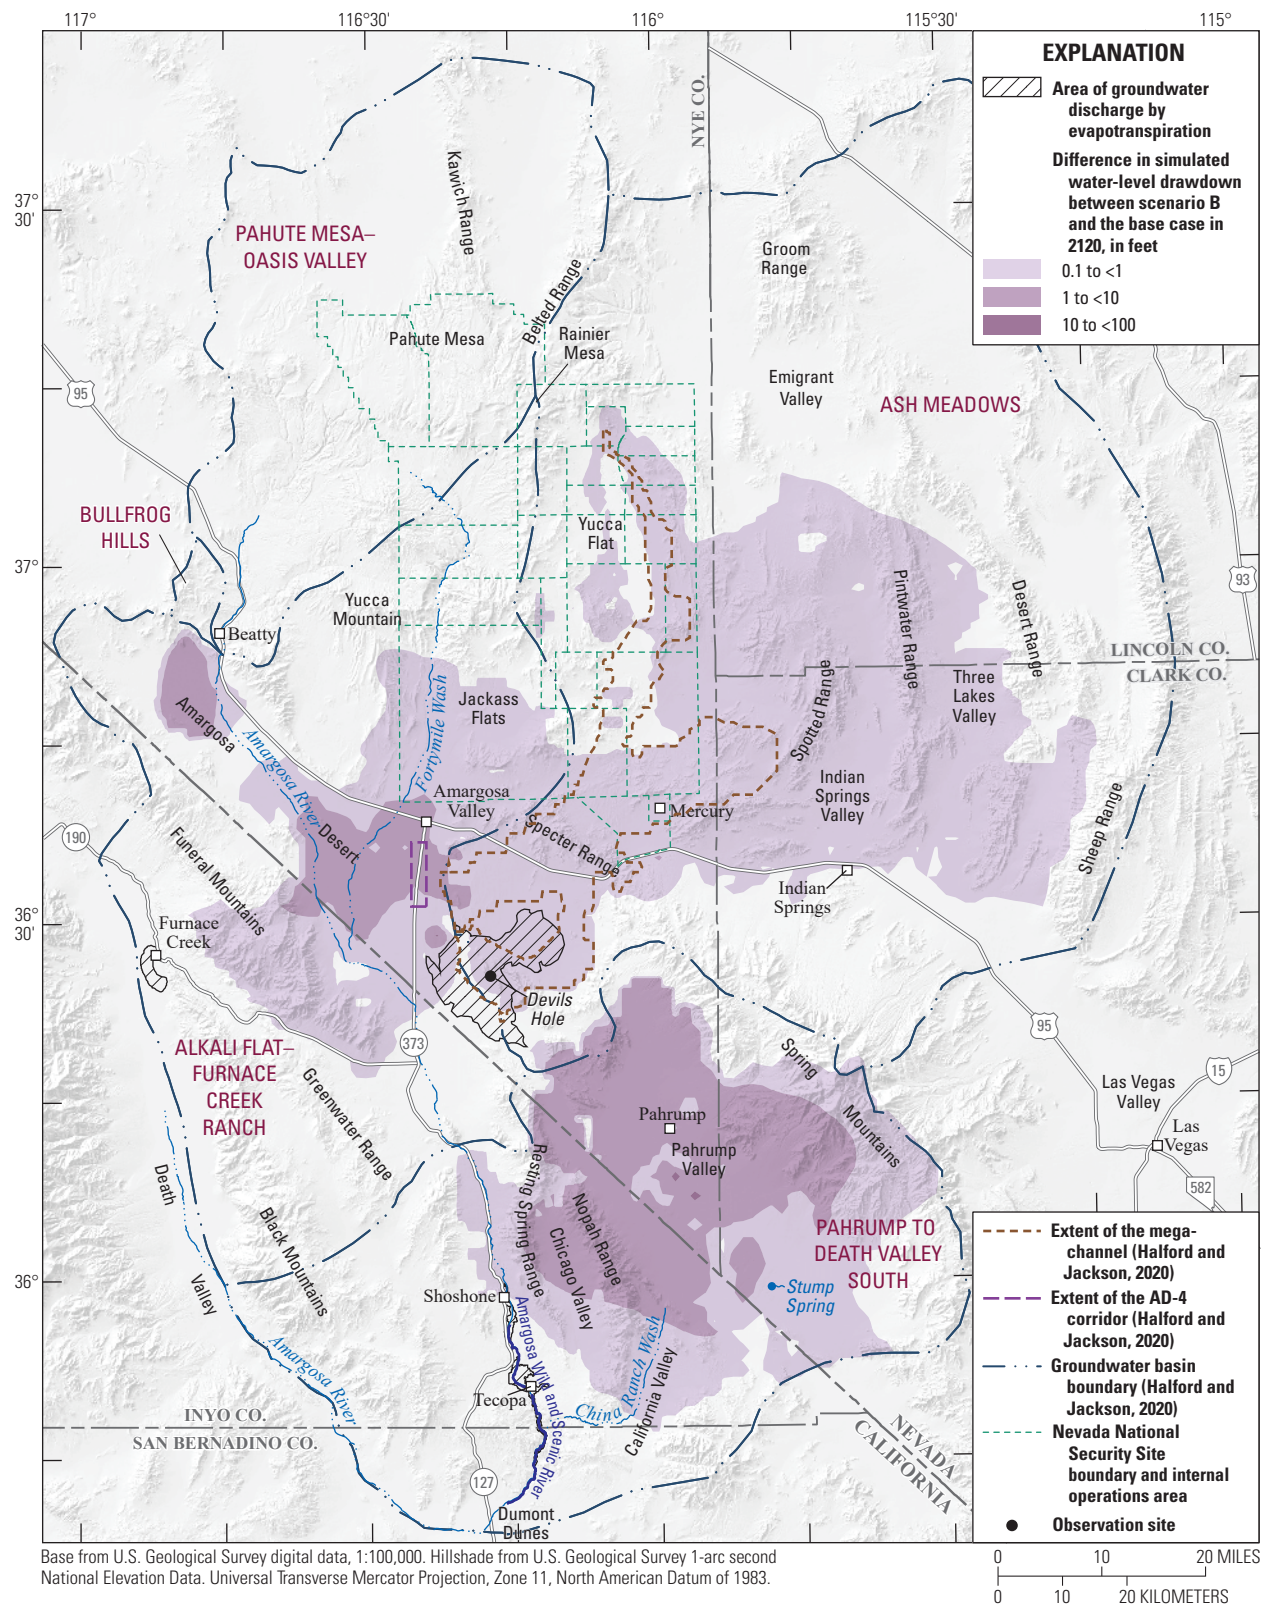 117°
116°30'
116°
115°30'
115°
EXPLANATION
Area of groundwater
discharge by
evapotranspiration
Difference in simulated
water-level drawdown
between scenario B
and the base case in
2120, in feet
0.1 to <1
1 to <10
10 to <100
NYE CO.
37°
30'
Kawich Range
PAHUTE MESA–
OASIS VALLEY
Groom
Range
Belted Range
Pahute Mesa
Rainier
Mesa
Emigrant
Valley
ASH MEADOWS
95
BULLFROG
HILLS
Yucca
Flat
37°
93
Pintwater Range
Desert Range
Yucca
Mountain
Beatty
LINCOLN CO.
CLARK CO.
Three
Lakes
Valley
Spotted Range
Jackass
Flats
Fortymile Wash
Amargosa
Desert
Amargosa River
Indian
Springs
Valley
Amargosa
Valley
Mercury
Specter Range
Sheep Range
190
Funeral Mountains
Indian
Springs
Furnace
Creek
36°
30'
Devils
Hole
95
373
ALKALI FLAT–
FURNACE
CREEK
RANCH
Spring
Mountains
15
Las Vegas
Valley
Las
Vegas
Greenwater Range
Pahrump
Pahrump
Valley
Death
Valley
Resting Spring Range
582
Nopah Range
Black Mountains
Chicago Valley
PAHRUMP TO
DEATH VALLEY
SOUTH
36°
Stump
Spring
Shoshone
Amargosa Wild and Scenic River
Amargosa River
China Ranch Wash
California Valley
Tecopa
INYO CO.
SAN BERNADINO CO.
NEVADA
CALIFORNIA
127
Dumont
Dunes
Extent of the mega-
channel (Halford and
Jackson, 2020)
Extent of the AD-4
corridor (Halford and
Jackson, 2020)
Groundwater basin
boundary (Halford and
Jackson, 2020)
Nevada National
Security Site
boundary and internal
operations area
Observation site
Base from U.S. Geological Survey digital data, 1:100,000. Hillshade from U.S. Geological Survey 1-arc second
National Elevation Data. Universal Transverse Mercator Projection, Zone 11, North American Datum of 1983.
0 10 20 MILES
0 10 20 KILOMETERS